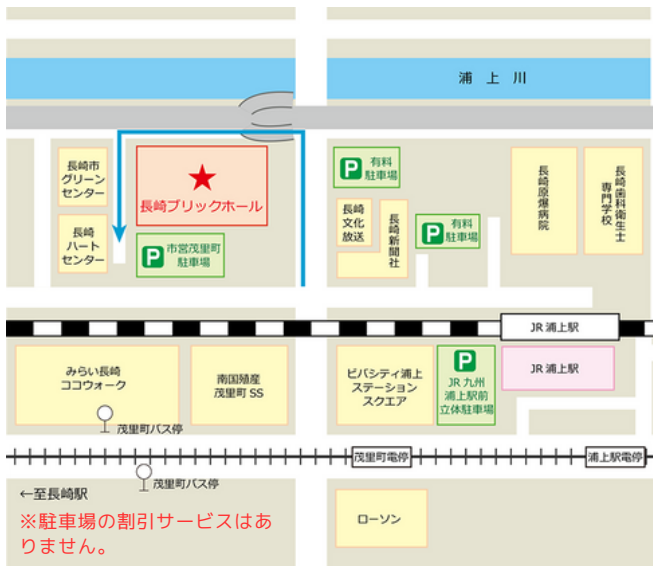 浦上川
長崎市
グリーン
センター
長崎ブリックホール
長崎
ハート
センター
P 市営茂里町
駐車場
P 有料
駐車場
長崎
文化
放送
長崎新聞社
P 有料
駐車場
長崎原爆病院
長崎歯科衛生士
専門学校
JR 浦上駅
みらい長崎
ココウォーク
南国殖産
茂里町 SS
ビバシティ浦上
ステーション
スクエア
P
JR 九州
浦上駅前
立体駐車場
JR 浦上駅
茂里町バス停
茂里町電停
浦上駅電停
茂里町バス停
←至長崎駅
※駐車場の割引サービスはあ
りません。
ローソン